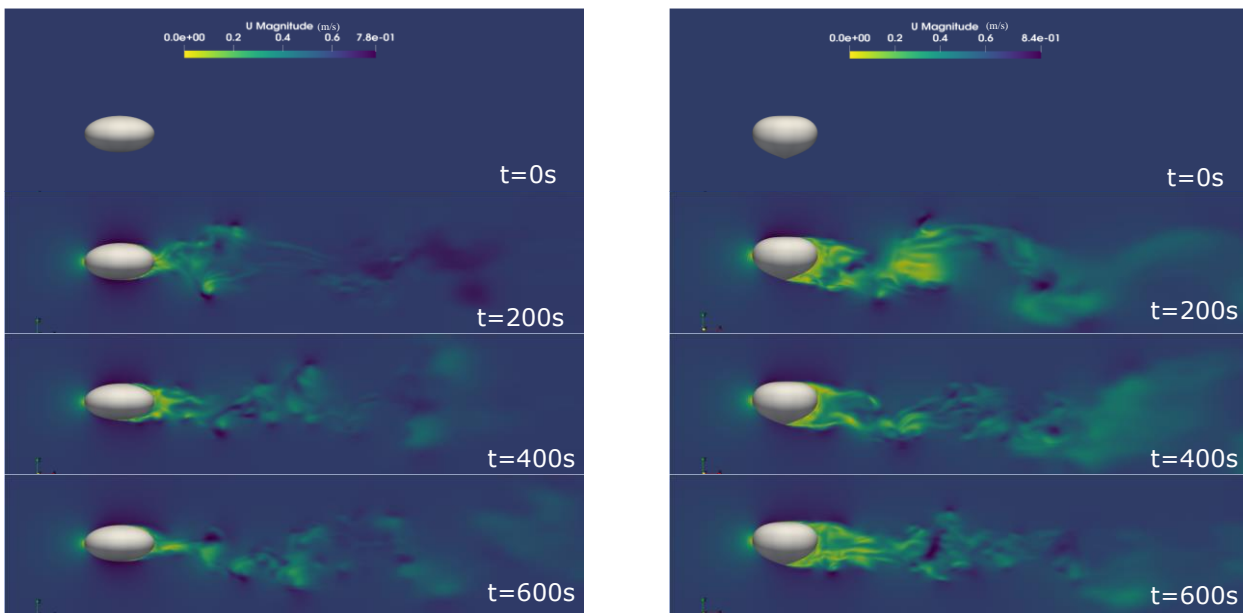 U Magnitude (m/s)
0.0e+00 0.2 0.4 0.6 7.8e-01
t=0s
t=200s
t=400s
t=600s
U Magnitude (m/s)
0.0e+00 0.2 0.4 0.6 8.4e-01
t=0s
t=200s
t=400s
t=600s